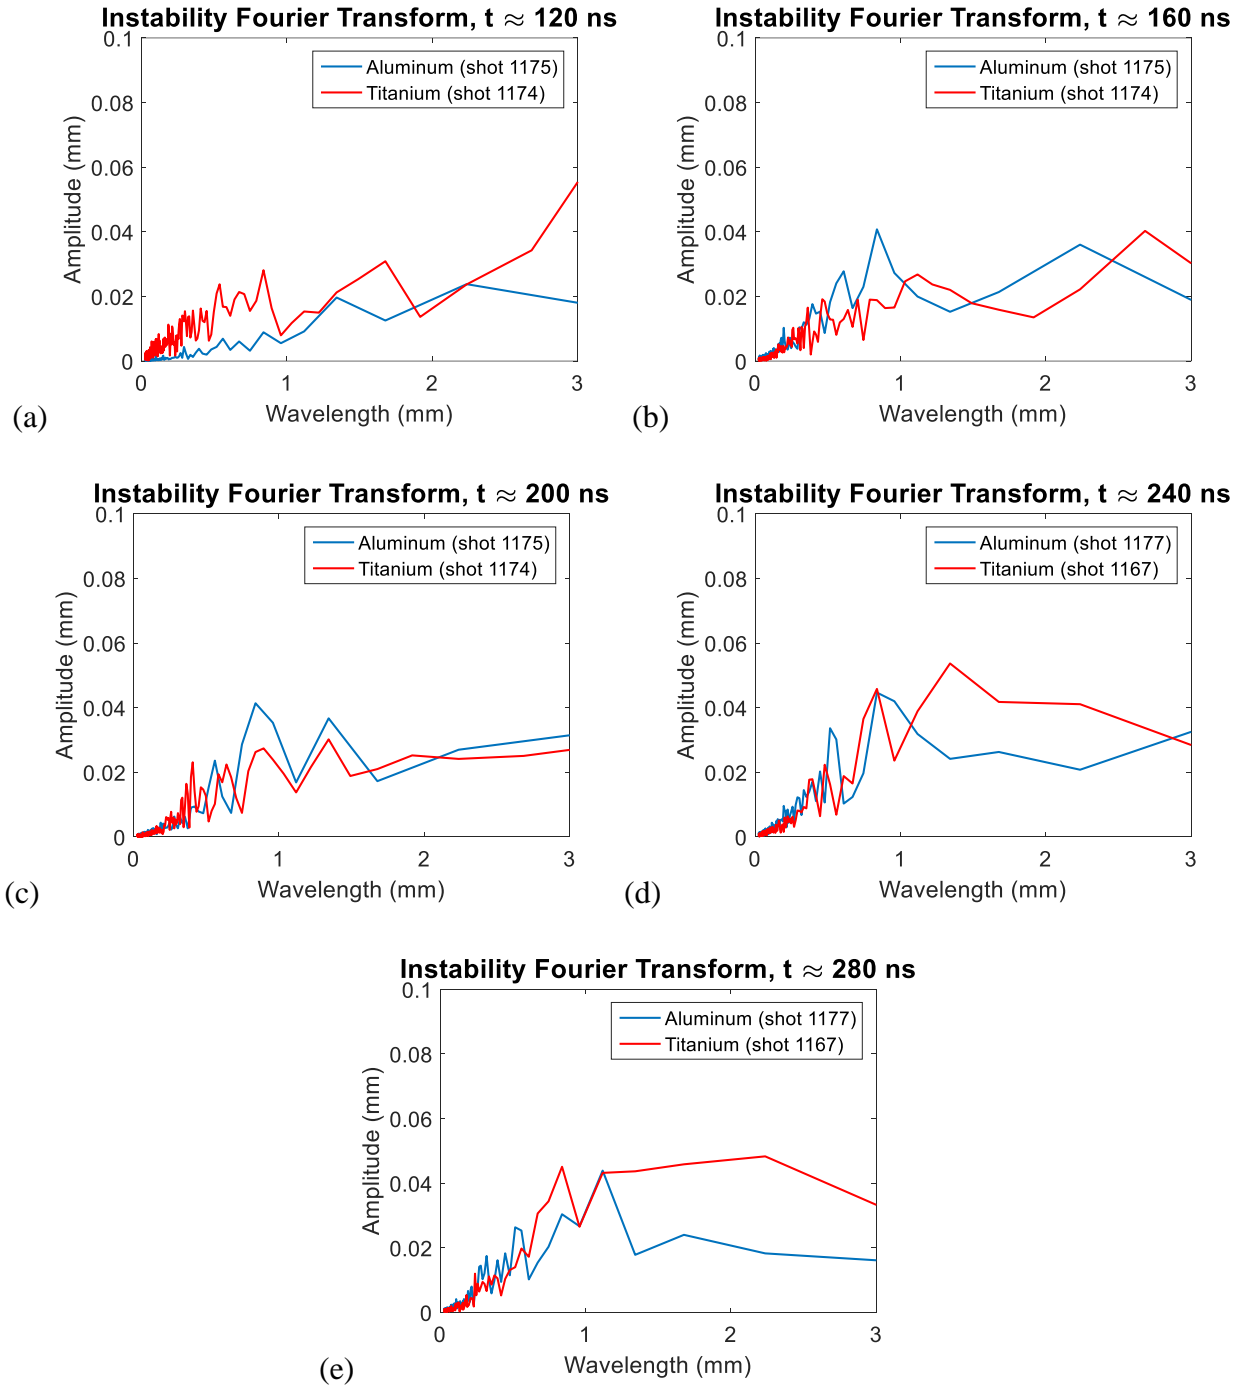 Instability Fourier Transform, t ≈ 120 ns
0.1
0.08
0.06
0.04
0.02
0
Amplitude (mm)
Aluminum (shot 1175)
Titanium (shot 1174)
0 1 2 3
Wavelength (mm)
(a)
Instability Fourier Transform, t ≈ 160 ns
0.1
0.08
0.06
0.04
0.02
0
Amplitude (mm)
Aluminum (shot 1175)
Titanium (shot 1174)
0 1 2 3
Wavelength (mm)
(b)
Instability Fourier Transform, t ≈ 200 ns
0.1
0.08
0.06
0.04
0.02
0
Amplitude (mm)
Aluminum (shot 1175)
Titanium (shot 1174)
0 1 2 3
Wavelength (mm)
(c)
Instability Fourier Transform, t ≈ 240 ns
0.1
0.08
0.06
0.04
0.02
0
Amplitude (mm)
Aluminum (shot 1177)
Titanium (shot 1167)
0 1 2 3
Wavelength (mm)
(d)
Instability Fourier Transform, t ≈ 280 ns
0.1
0.08
0.06
0.04
0.02
0
Amplitude (mm)
Aluminum (shot 1177)
Titanium (shot 1167)
0 1 2 3
Wavelength (mm)
(e)